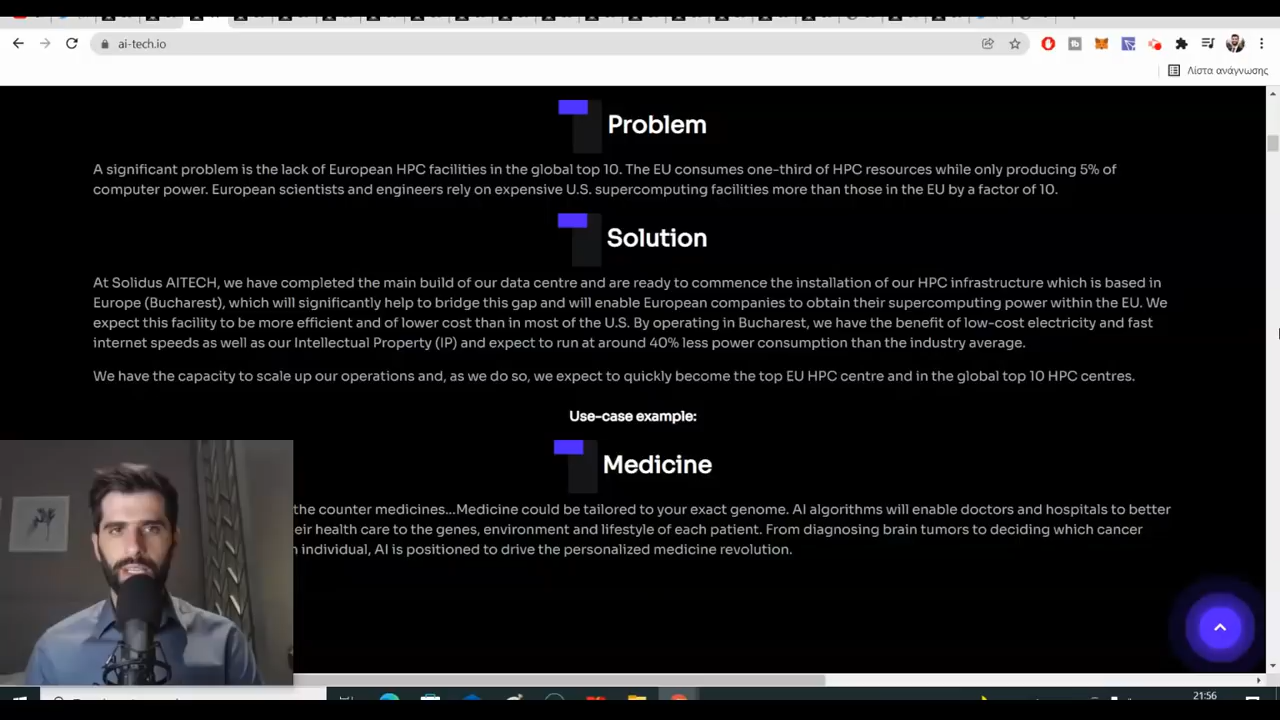 ai-tech.io
Λίστα ανάγνωσης
Problem
A significant problem is the lack of European HPC facilities in the global top 10. The EU consumes one-third of HPC resources while only producing 5% of
computer power. European scientists and engineers rely on expensive U.S. supercomputing facilities more than those in the EU by a factor of 10.
Solution
At Solidus AITECH, we have completed the main build of our data centre and are ready to commence the installation of our HPC infrastructure which is based in
Europe (Bucharest), which will significantly help to bridge this gap and will enable European companies to obtain their supercomputing power within the EU. We
expect this facility to be more efficient and of lower cost than in most of the U.S. By operating in Bucharest, we have the benefit of low-cost electricity and fast
internet speeds as well as our Intellectual Property (IP) and expect to run at around 40% less power consumption than the industry average.
We have the capacity to scale up our operations and, as we do so, we expect to quickly become the top EU HPC centre and in the global top 10 HPC centres.
Use-case example:
Medicine
the counter medicines...Medicine could be tailored to your exact genome. AI algorithms will enable doctors and hospitals to better
health care to the genes, environment and lifestyle of each patient. From diagnosing brain tumors to deciding which cancer
individual, AI is positioned to drive the personalized medicine revolution.
21:56